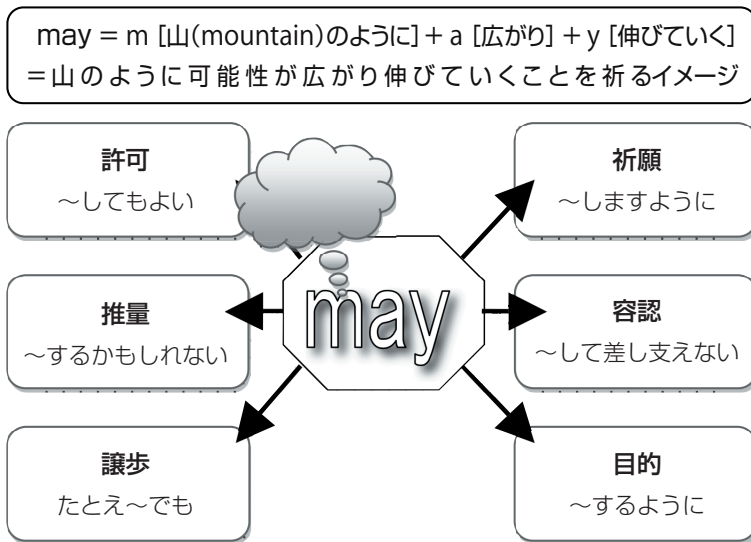 may = m [山(mountain)のように] + a [広がり] + y [伸びていく]
=山のように可能性が広がり伸びていくことを祈るイメージ
許可
〜してもよい
祈願
〜しますように
may
推量
〜するかもしれない
容認
〜して差し支えない
譲歩
たとえ〜でも
目的
〜するように